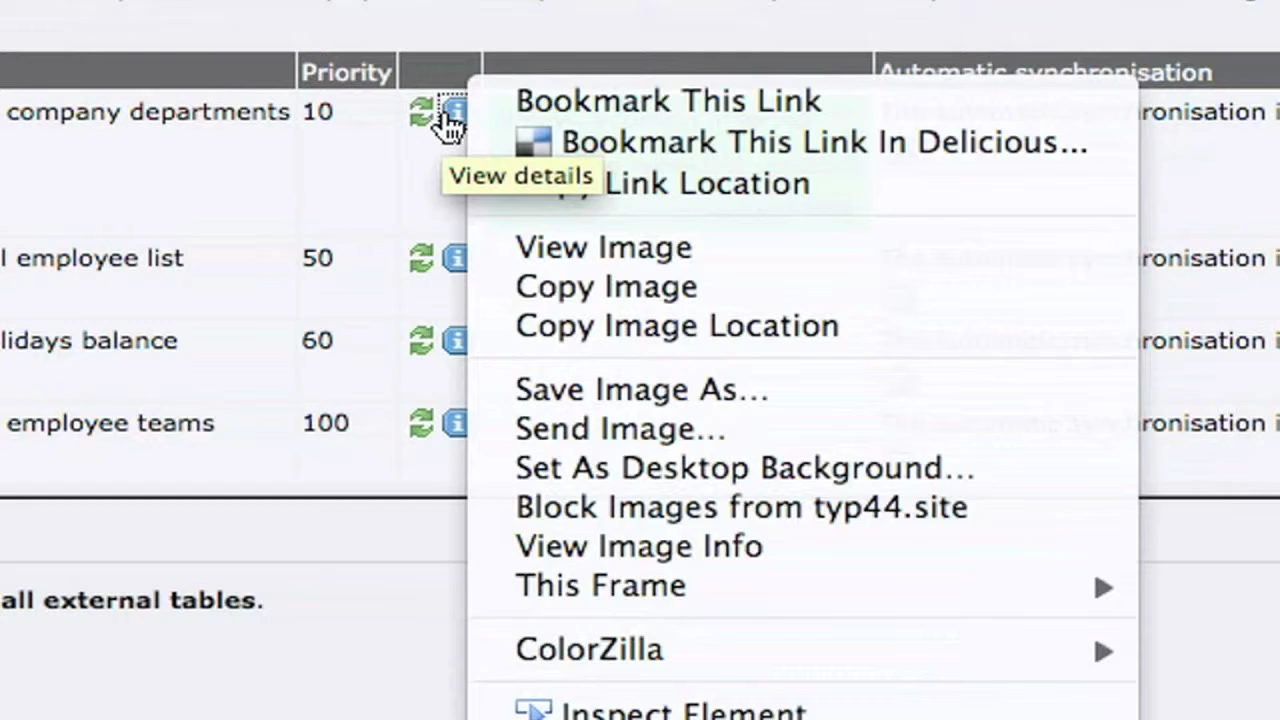 Priority
Automatic synchronisation
company departments 10
Bookmark This Link
Bookmark This Link In Delicious...
View details
Link Location
ronisation i
View Image
l employee list 50
ronisation i
Copy Image
Copy Image Location
lidays balance 60
ronisation i
Save Image As...
employee teams 100
ronisation i
Send Image...
Set As Desktop Background...
Block Images from typ44.site
View Image Info
This Frame
all external tables.
ColorZilla
Inspect Element